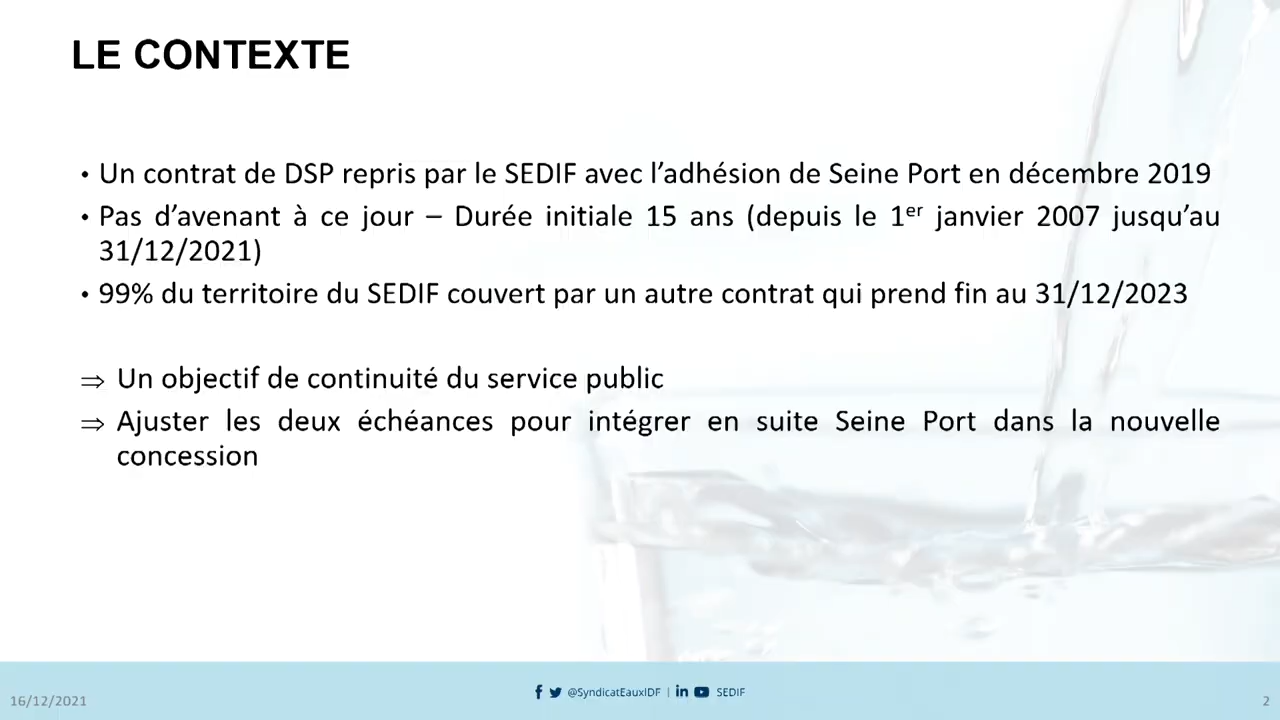 LE CONTEXTE
• Un contrat de DSP repris par le SEDIF avec l’adhésion de Seine Port en décembre 2019
• Pas d’avenant à ce jour – Durée initiale 15 ans (depuis le 1er janvier 2007 jusqu’au
31/12/2021)
• 99% du territoire du SEDIF couvert par un autre contrat qui prend fin au 31/12/2023
⇒ Un objectif de continuité du service public
⇒ Ajuster les deux échéances pour intégrer en suite Seine Port dans la nouvelle
concession
16/12/2021
@SyndicatEauxIDF | SEDIF
2